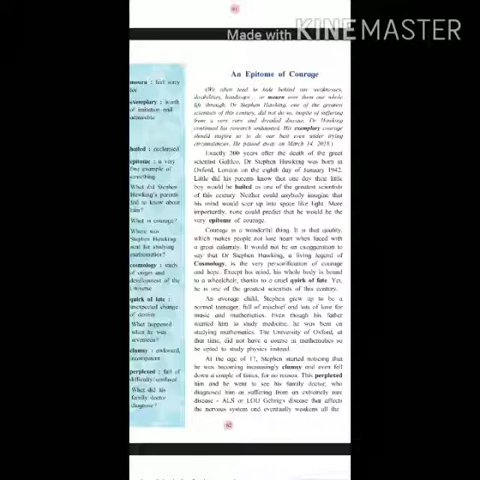 Made with KINEMASTER
An Epitome of Courage
(We often tend to hide behind our weaknesses,
disabilities, handicaps... or mourn over them our whole
life through. Dr Stephen Hawking, one of the greatest
scientists of this century, did not do so, inspite of suffering
from a very rare and dreaded disease. Dr Hawking
continued his research undaunted. His exemplary courage
should inspire us to do our best even under trying
circumstances. He passed away on March 14, 2018.)
Exactly 300 years after the death of the great
scientist Galileo, Dr Stephen Hawking was born in
Oxford, London on the eighth day of January 1942.
Little did his parents know that one day their little
boy would be hailed as one of the greatest scientists
of this century. Neither could anybody imagine that
his mind would soar up into space like light. More
importantly, none could predict that he would be the
very epitome of courage.
Courage is a wonderful thing. It is that quality,
which makes people not lose heart when faced with
a great calamity. It would not be an exaggeration to
say that Dr Stephen Hawking, a living legend of
Cosmology, is the very personification of courage
and hope. Except his mind, his whole body is bound
to a wheelchair, thanks to a cruel quirk of fate. Yet,
he is one of the greatest scientists of this century.
An average child, Stephen grew up to be a
normal teenager, full of mischief and lots of love for
music and mathematics. Even though his father
wanted him to study medicine, he was bent on
studying mathematics. The University of Oxford, at
that time, did not have a course in mathematics so
he opted to study physics instead.
At the age of 17, Stephen started noticing that
he was becoming increasingly clumsy and even fell
down a couple of times, for no reason. This perplexed
him and he went to see his family doctor, who
diagnosed him as suffering from an extremely rare
disease - ALS or LOU Gehrig's disease that affects
the nervous system and eventually weakens all the
mourn : feel sorry
for
exemplary : worth
of imitation and
admirable
hailed : acclaimed
epitome : a very
fine example of
something
What did Stephen
Hawking's parents
fail to know about
him?
What is courage?
Where was
Stephen Hawking
sent for studying
mathematics?
cosmology : study
of origin and
development of the
universe
quirk of fate :
unexpected change
of destiny
What happened
when he was
seventeen?
clumsy : awkward,
incompetent
perplexed : full of
difficulty/confused
What did his
family doctor
diagnose?